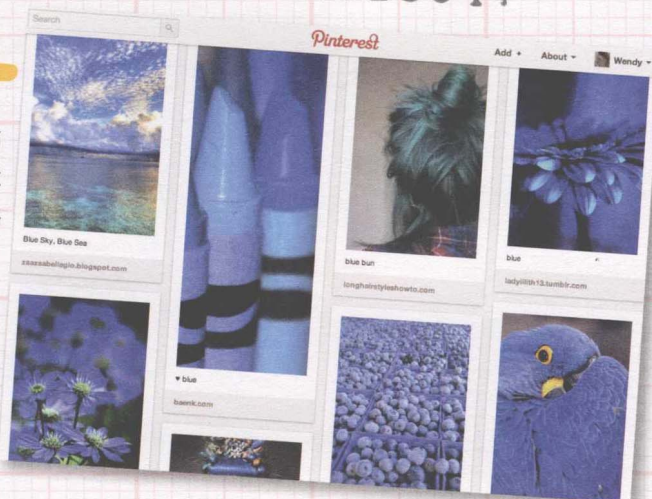 Search
Pinterest
Add +
About
Wendy
Blue Sky, Blue Sea
zsazsabellagio.blogspot.com
♥ blue
baenk.com
blue bun
longhairstyleshowto.com
blue
ladylilith13.tumblr.com